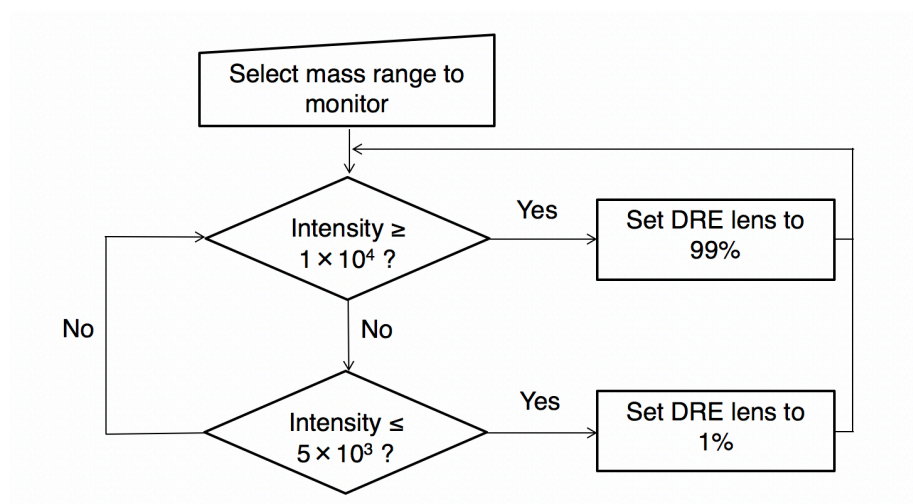 Select mass range to
monitor
Intensity ≥
1 × 10⁴ ?
Yes
Set DRE lens to
99%
No
No
Intensity ≤
5 × 10³ ?
Yes
Set DRE lens to
1%